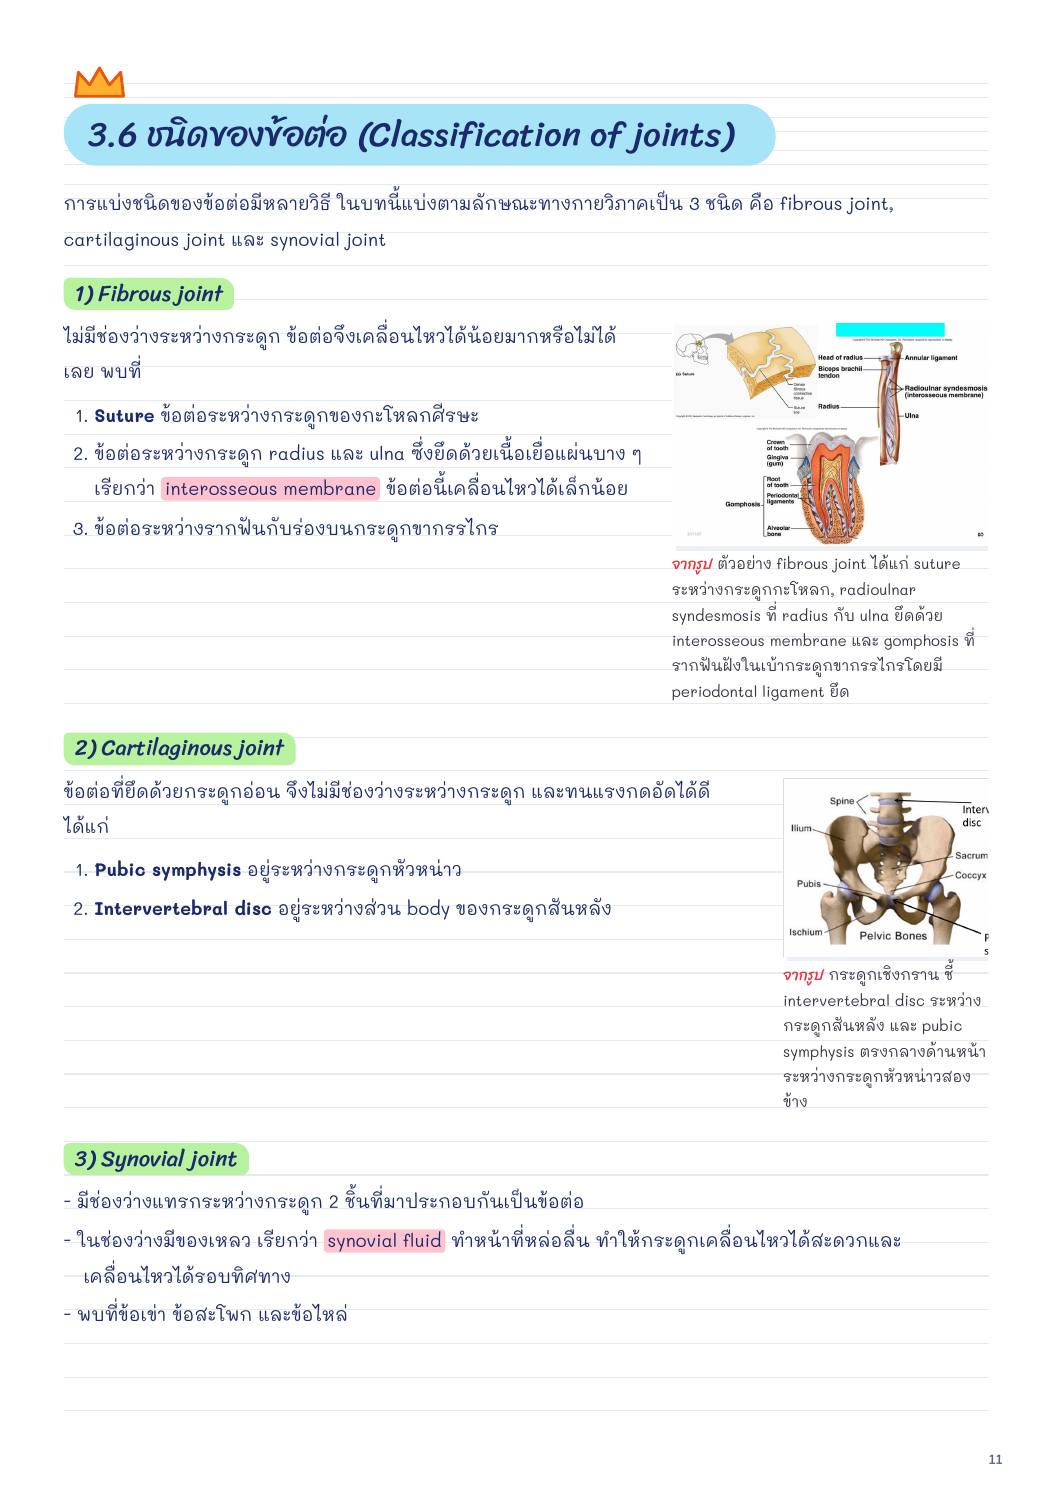 3.6 ชนิดของข้อต่อ (Classification of joints)
การแบ่งชนิดของข้อต่อมีหลายวิธี ในบทนี้แบ่งตามลักษณะทางกายวิภาคเป็น 3 ชนิด คือ fibrous joint,
cartilaginous joint และ synovial joint
1) Fibrous joint
ไม่มีช่องว่างระหว่างกระดูก ข้อต่อจึงเคลื่อนไหวได้น้อยมากหรือไม่ได้
เลย พบที่
1. Suture ข้อต่อระหว่างกระดูกของกะโหลกศีรษะ
2. ข้อต่อระหว่างกระดูก radius และ ulna ซึ่งยึดด้วยเนื้อเยื่อแผ่นบาง ๆ
เรียกว่า interosseous membrane ข้อต่อนี้เคลื่อนไหวได้เล็กน้อย
3. ข้อต่อระหว่างรากฟันกับร่องบนกระดูกขากรรไกร
Suture
Dense
fibrous
connective
tissue
Suture
line
Head of radius
Annular ligament
Biceps brachii
tendon
Radioulnar syndesmosis
(interosseous membrane)
Radius
Ulna
Crown
of tooth
Gingiva
(gum)
Root
of tooth
Periodontal
ligaments
Gomphosis
Alveolar
bone
60
จากรูป ตัวอย่าง fibrous joint ได้แก่ suture
ระหว่างกระดูกกะโหลก, radioulnar
syndesmosis ที่ radius กับ ulna ยึดด้วย
interosseous membrane และ gomphosis ที่
รากฟันฝังในเบ้ากระดูกขากรรไกรโดยมี
periodontal ligament ยึด
2) Cartilaginous joint
ข้อต่อที่ยึดด้วยกระดูกอ่อน จึงไม่มีช่องว่างระหว่างกระดูก และทนแรงกดอัดได้ดี
ได้แก่
1. Pubic symphysis อยู่ระหว่างกระดูกหัวหน่าว
2. Intervertebral disc อยู่ระหว่างส่วน body ของกระดูกสันหลัง
Spine
Interv
disc
Ilium
Sacrum
Coccyx
Pubis
Ischium
Pelvic Bones
จากรูป กระดูกเชิงกราน ชี้
intervertebral disc ระหว่าง
กระดูกสันหลัง และ pubic
symphysis ตรงกลางด้านหน้า
ระหว่างกระดูกหัวหน่าวสอง
ข้าง
3) Synovial joint
- มีช่องว่างแทรกระหว่างกระดูก 2 ชิ้นที่มาประกอบกันเป็นข้อต่อ
- ในช่องว่างมีของเหลว เรียกว่า synovial fluid ทำหน้าที่หล่อลื่น ทำให้กระดูกเคลื่อนไหวได้สะดวกและ
เคลื่อนไหวได้รอบทิศทาง
- พบที่ข้อเข่า ข้อสะโพก และข้อไหล่
11